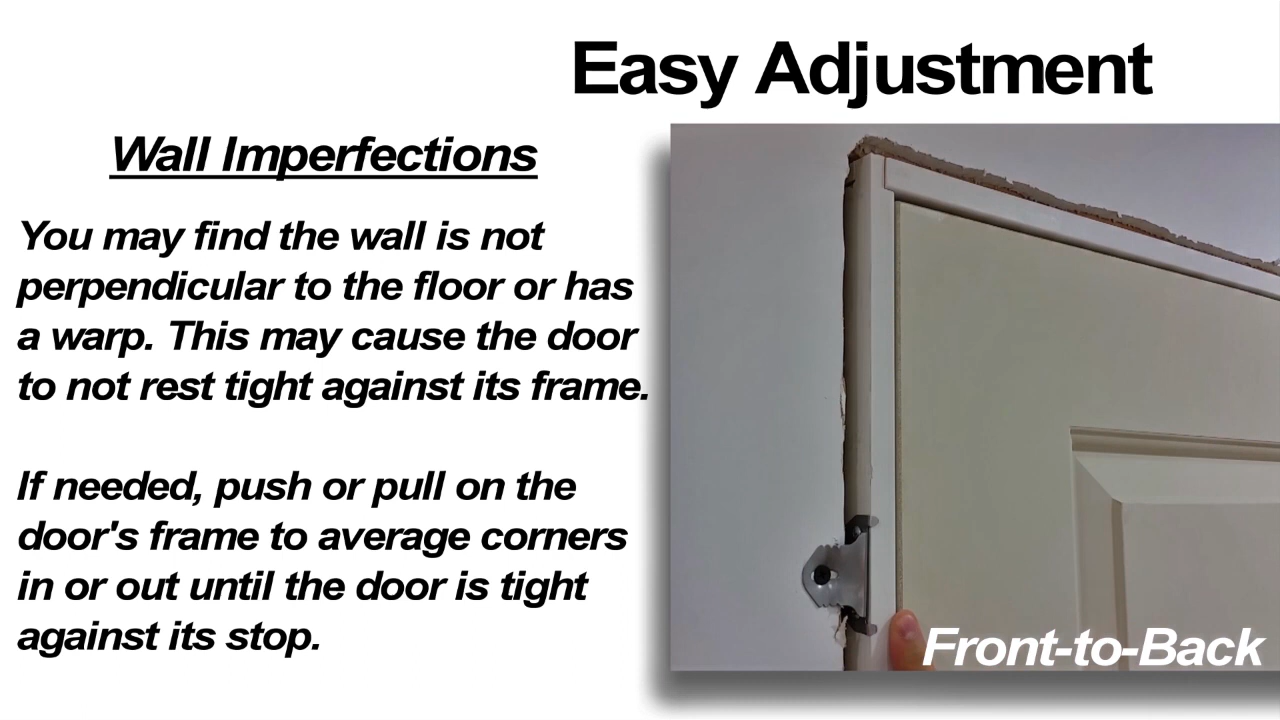 Easy Adjustment
Wall Imperfections
You may find the wall is not
perpendicular to the floor or has
a warp. This may cause the door
to not rest tight against its frame.
If needed, push or pull on the
door's frame to average corners
in or out until the door is tight
against its stop.
Front-to-Back